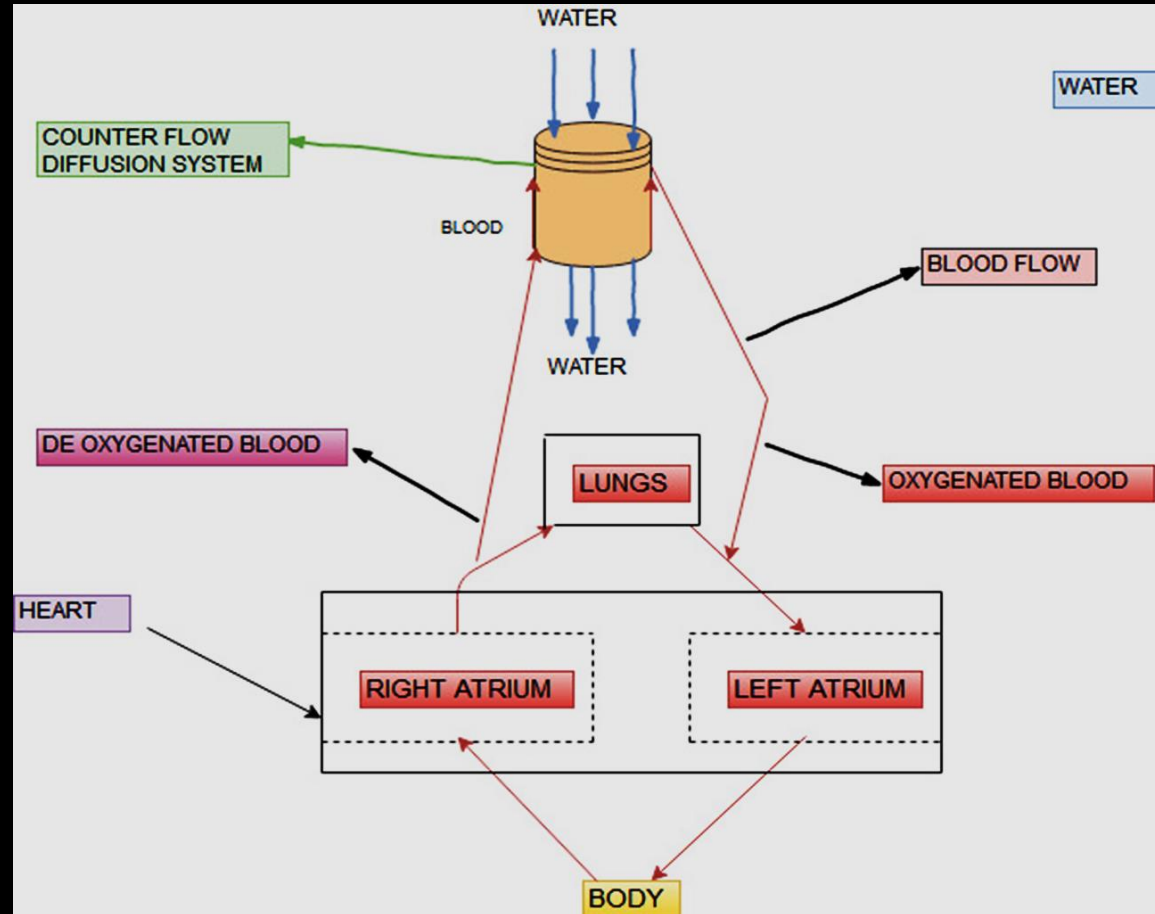 WATER
WATER
COUNTER FLOW
DIFFUSION SYSTEM
BLOOD
BLOOD FLOW
WATER
DE OXYGENATED BLOOD
LUNGS
OXYGENATED BLOOD
HEART
RIGHT ATRIUM
LEFT ATRIUM
BODY